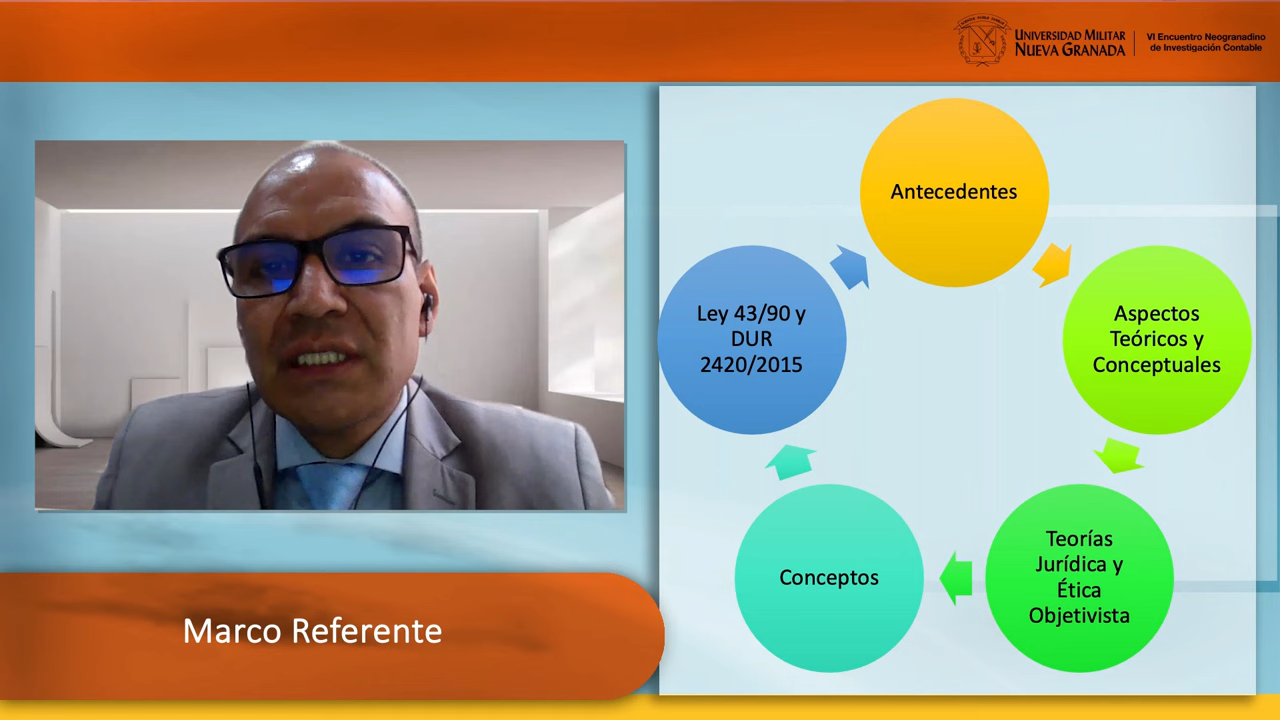 UNIVERSIDAD MILITAR
NUEVA GRANADA
VI Encuentro Neogranadino
de Investigación Contable
Antecedentes
Aspectos
Teóricos y
Conceptuales
Teorías
Jurídica y
Ética
Objetivista
Conceptos
Ley 43/90 y
DUR
2420/2015
Marco Referente